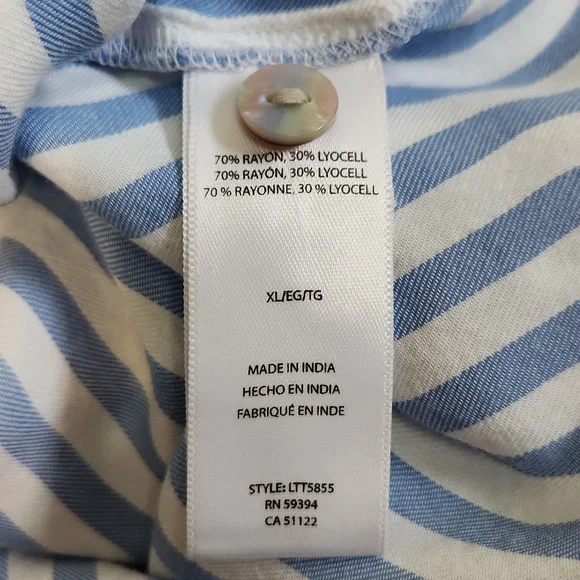 70% RAYON, 30% LYOCELL
70% RAYÓN, 30% LYOCELL
70 % RAYONNE, 30 % LYOCELL
XL/EG/TG
MADE IN INDIA
HECHO EN INDIA
FABRIQUÉ EN INDE
STYLE: LTT5855
RN 59394
CA 51122